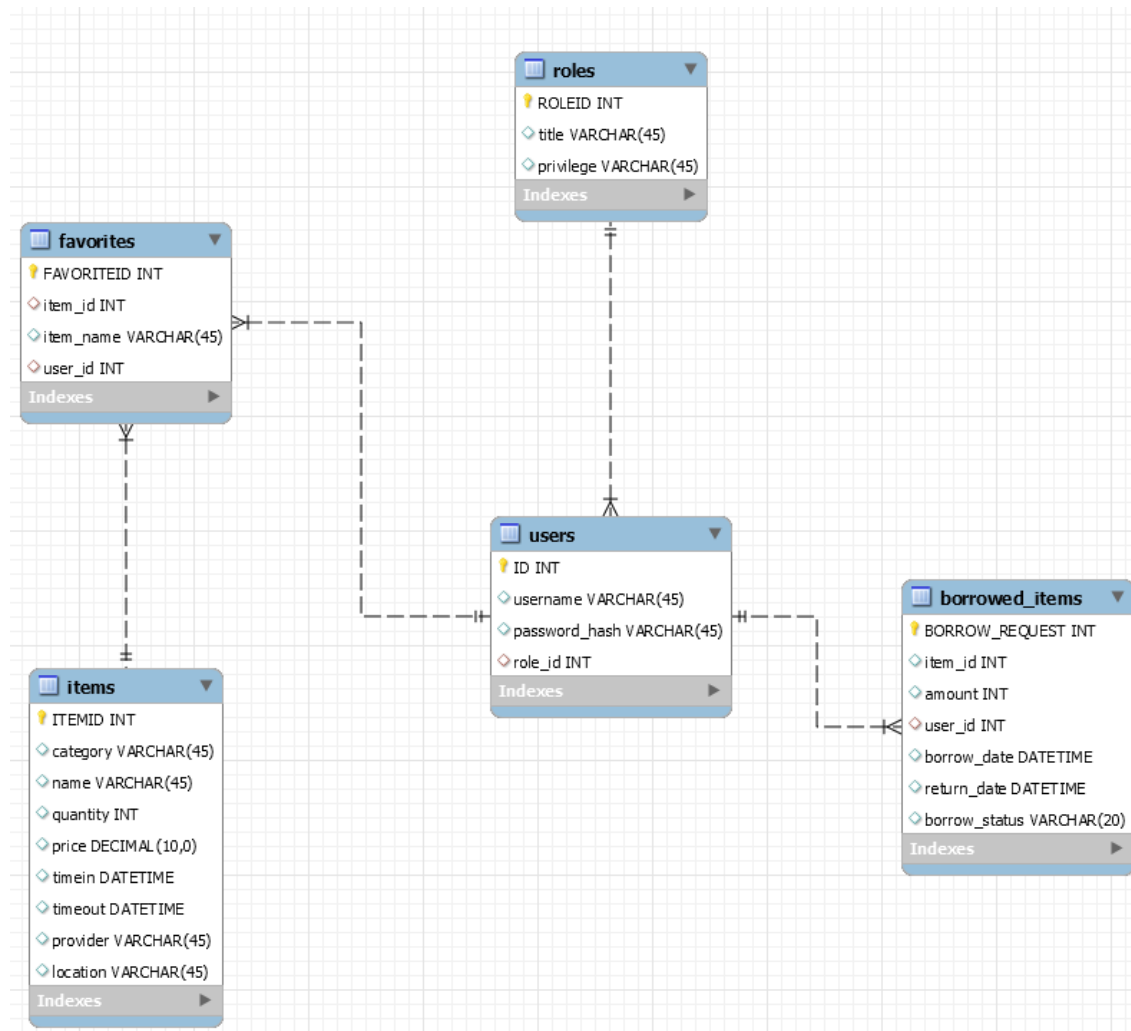 roles
ROLEID INT
title VARCHAR(45)
privilege VARCHAR(45)
Indexes
favorites
FAVORITEID INT
item_id INT
item_name VARCHAR(45)
user_id INT
Indexes
users
ID INT
username VARCHAR(45)
password_hash VARCHAR(45)
role_id INT
Indexes
borrowed_items
BORROW_REQUEST INT
item_id INT
amount INT
user_id INT
borrow_date DATETIME
return_date DATETIME
borrow_status VARCHAR(20)
Indexes
items
ITEMID INT
category VARCHAR(45)
name VARCHAR(45)
quantity INT
price DECIMAL(10,0)
timein DATETIME
timeout DATETIME
provider VARCHAR(45)
location VARCHAR(45)
Indexes